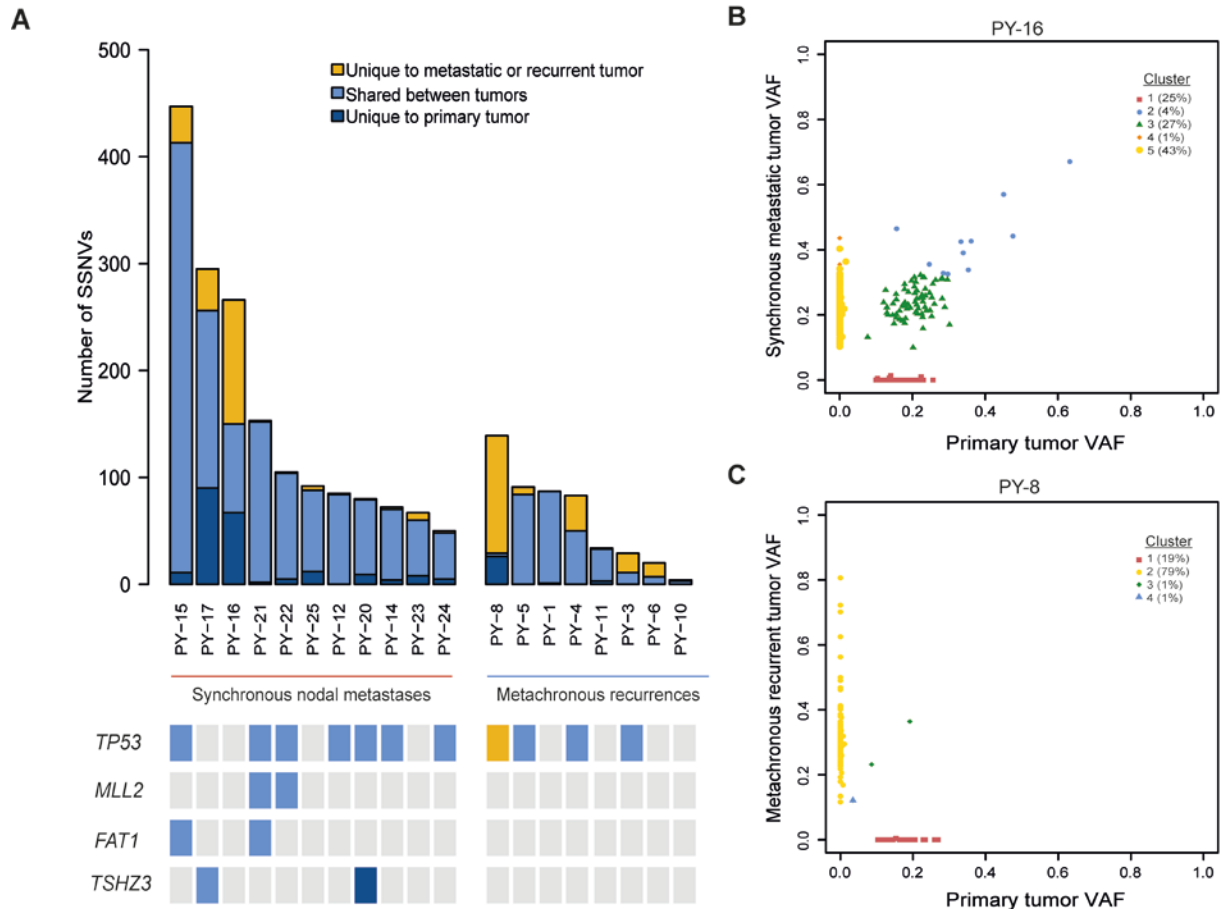 A
500
400
300
200
100
0
Number of SSNVs
Unique to metastatic or recurrent tumor
Shared between tumors
Unique to primary tumor
PY-15
PY-17
PY-16
PY-21
PY-22
PY-25
PY-12
PY-20
PY-14
PY-23
PY-24
PY-8
PY-5
PY-1
PY-4
PY-11
PY-3
PY-6
PY-10
Synchronous nodal metastases
Metachronous recurrences
TP53
MLL2
FAT1
TSHZ3
B
PY-16
Synchronous metastatic tumor VAF
1.0
0.8
0.6
0.4
0.2
0.0
Cluster
1 (25%)
2 (4%)
3 (27%)
4 (1%)
5 (43%)
0.0 0.2 0.4 0.6 0.8 1.0
Primary tumor VAF
C
PY-8
Metachronous recurrent tumor VAF
1.0
0.8
0.6
0.4
0.2
0.0
Cluster
1 (19%)
2 (79%)
3 (1%)
4 (1%)
0.0 0.2 0.4 0.6 0.8 1.0
Primary tumor VAF